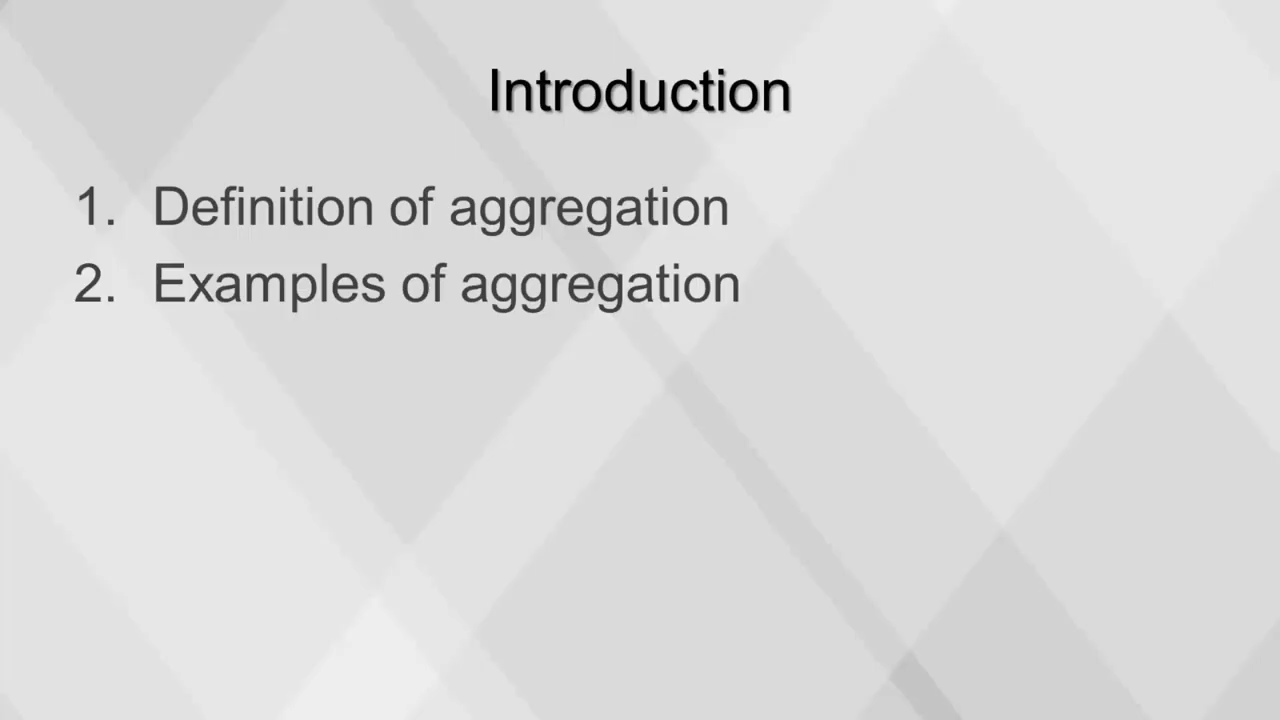 Introduction
1. Definition of aggregation
2. Examples of aggregation